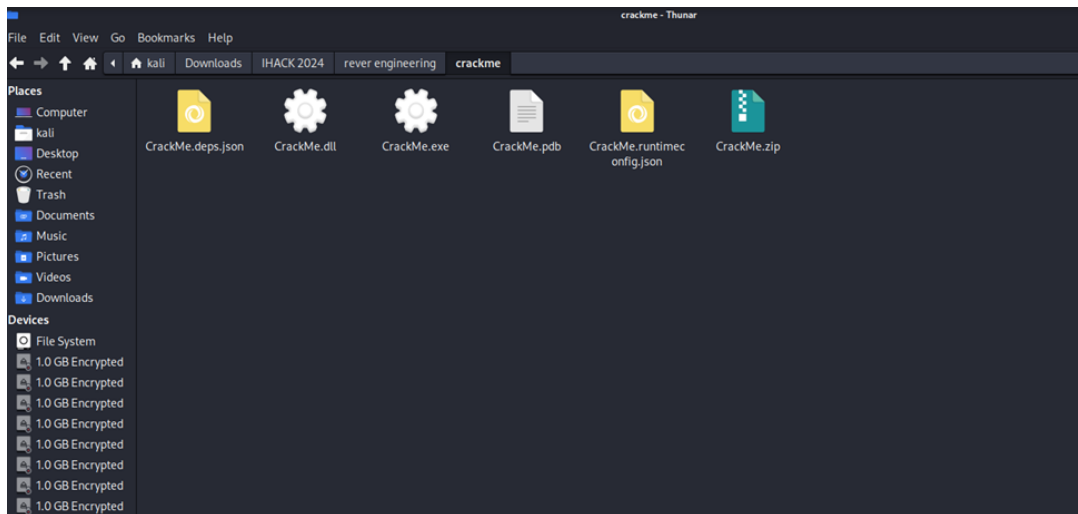 crackme - Thunar
File Edit View Go Bookmarks Help
kali Downloads IHACK 2024 rever engineering crackme
Places
Computer
kali
Desktop
Recent
Trash
Documents
Music
Pictures
Videos
Downloads
Devices
File System
1.0 GB Encrypted
1.0 GB Encrypted
1.0 GB Encrypted
1.0 GB Encrypted
1.0 GB Encrypted
1.0 GB Encrypted
1.0 GB Encrypted
1.0 GB Encrypted
CrackMe.deps.json
CrackMe.dll
CrackMe.exe
CrackMe.pdb
CrackMe.runtimec
onfig.json
CrackMe.zip